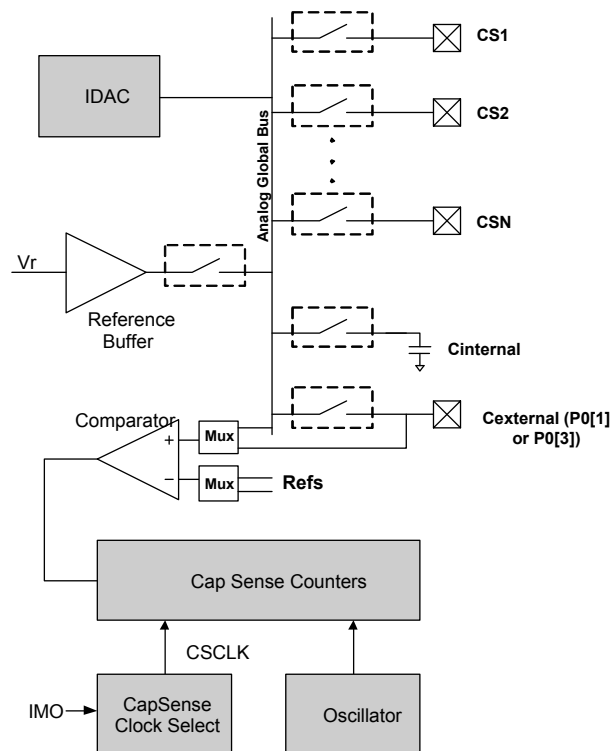 CS1
IDAC
CS2
Analog Global Bus
CSN
Vr
Reference
Buffer
Cinternal
Comparator
Cexternal (P0[1]
or P0[3])
+
Mux
−
Mux
Refs
Cap Sense Counters
CSCLK
IMO
CapSense
Clock Select
Oscillator